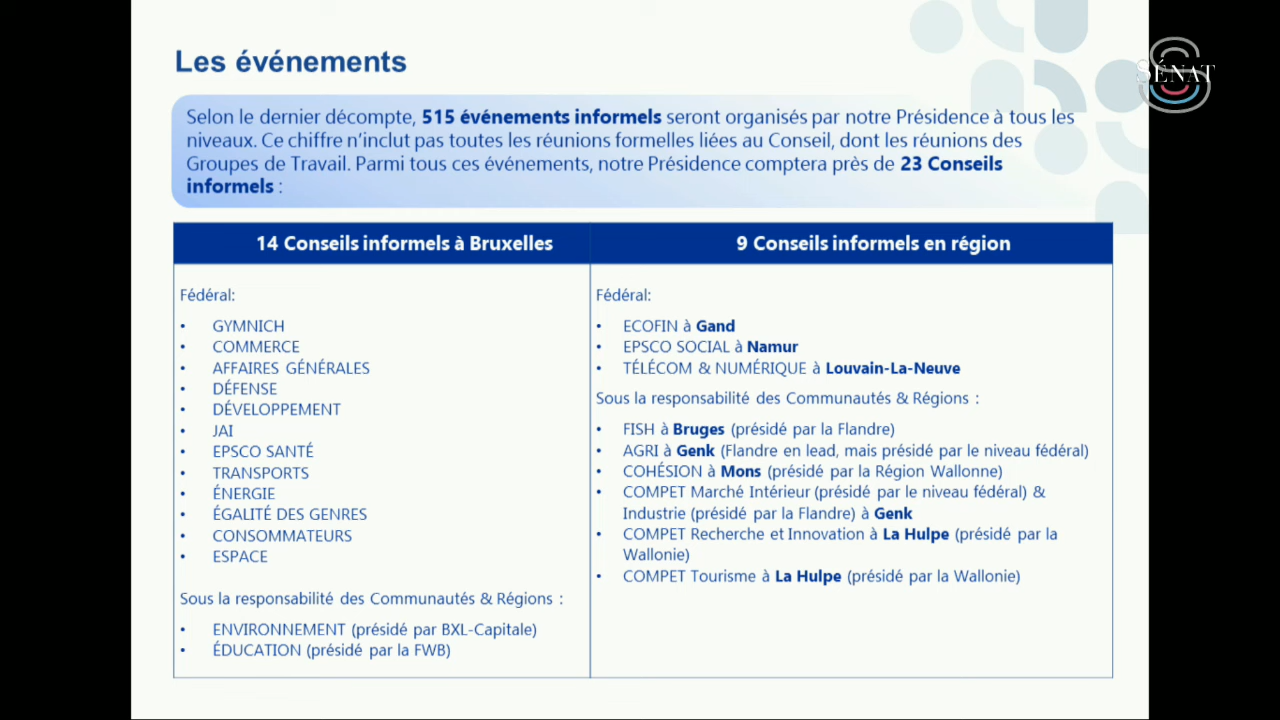 Les événements
SÉNAT
Selon le dernier décompte, 515 événements informels seront organisés par notre Présidence à tous les
niveaux. Ce chiffre n'inclut pas toutes les réunions formelles liées au Conseil, dont les réunions des
Groupes de Travail. Parmi tous ces événements, notre Présidence comptera près de 23 Conseils
informels :
14 Conseils informels à Bruxelles
Fédéral:
• GYMNICH
• COMMERCE
• AFFAIRES GÉNÉRALES
• DÉFENSE
• DÉVELOPPEMENT
• JAI
• EPSCO SANTÉ
• TRANSPORTS
• ÉNERGIE
• ÉGALITÉ DES GENRES
• CONSOMMATEURS
• ESPACE
Sous la responsabilité des Communautés & Régions :
• ENVIRONNEMENT (présidé par BXL-Capitale)
• ÉDUCATION (présidé par la FWB)
9 Conseils informels en région
Fédéral:
• ECOFIN à Gand
• EPSCO SOCIAL à Namur
• TÉLÉCOM & NUMÉRIQUE à Louvain-La-Neuve
Sous la responsabilité des Communautés & Régions :
• FISH à Bruges (présidé par la Flandre)
• AGRI à Genk (Flandre en lead, mais présidé par le niveau fédéral)
• COHÉSION à Mons (présidé par la Région Wallonne)
• COMPET Marché Intérieur (présidé par le niveau fédéral) &
Industrie (présidé par la Flandre) à Genk
• COMPET Recherche et Innovation à La Hulpe (présidé par la
Wallonie)
• COMPET Tourisme à La Hulpe (présidé par la Wallonie)